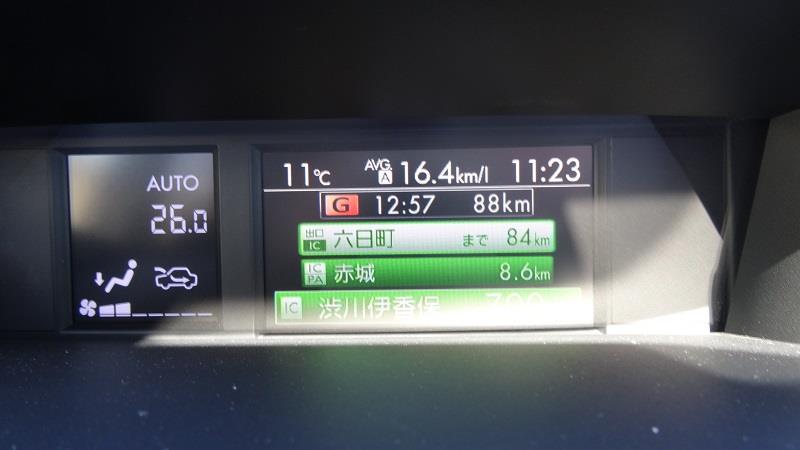 AUTO
26.0
11℃ AVG. A 16.4km/l 11:23
G 12:57 88km
出口 IC 六日町 まで 84km
IC PA 赤城 8.6km
IC 渋川伊香保